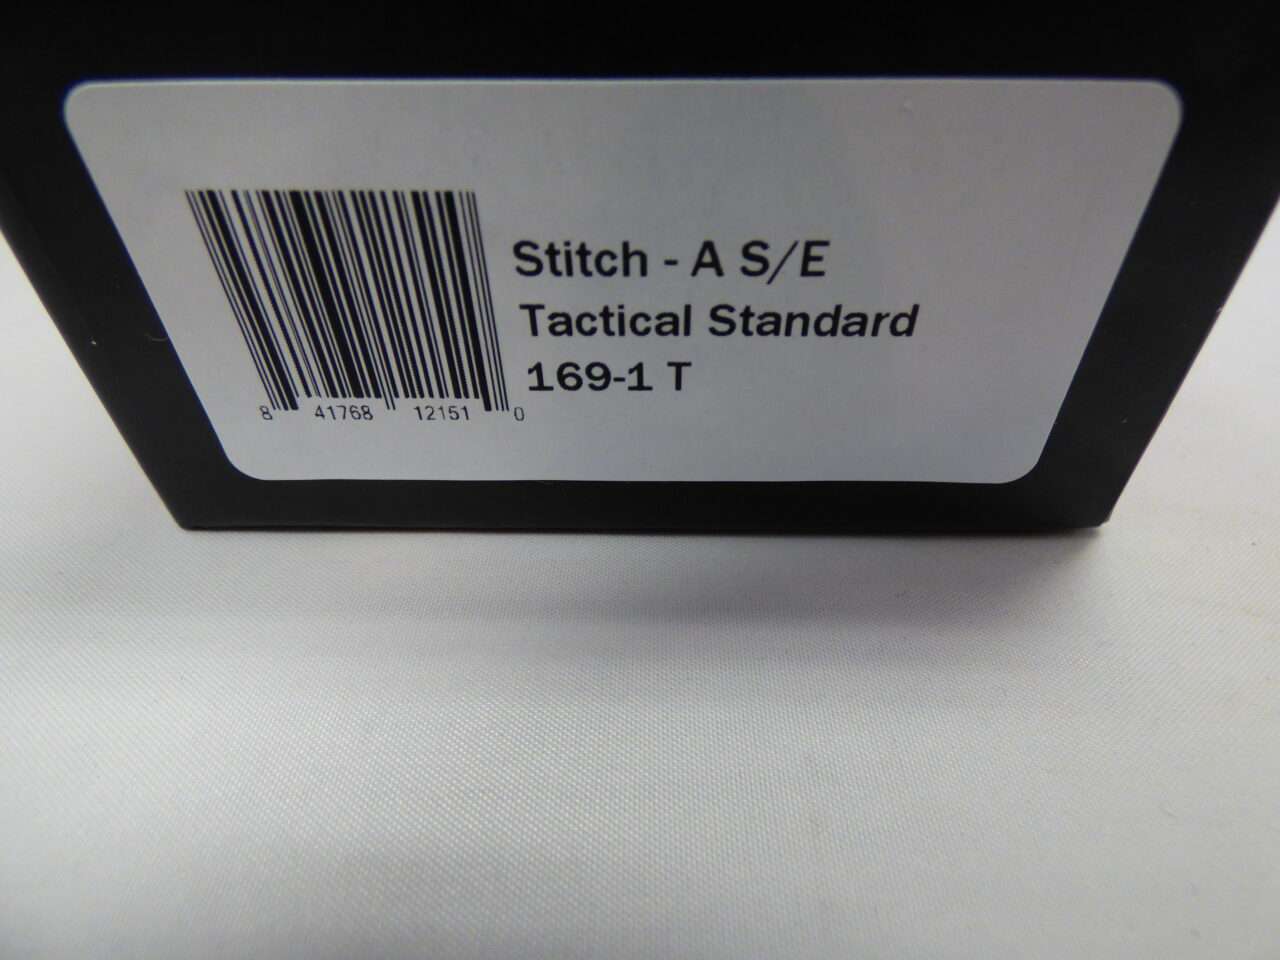 Stitch - A S/E
Tactical Standard
169-1 T
8 41768 12151 0